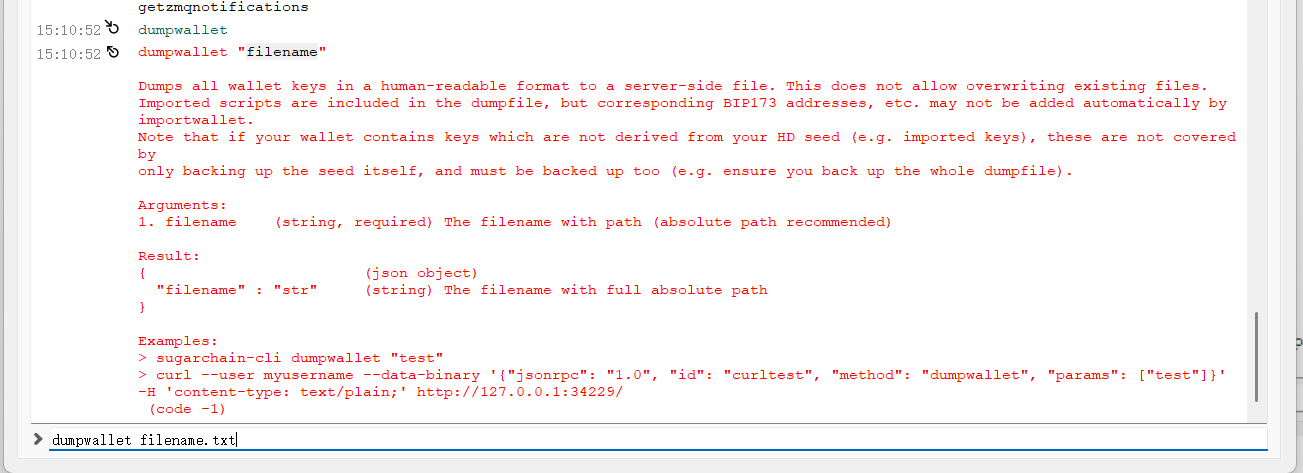 getzmqnotifications
15:10:52 dumpwallet
15:10:52 dumpwallet "filename"
Dumps all wallet keys in a human-readable format to a server-side file. This does not allow overwriting existing files.
Imported scripts are included in the dumpfile, but corresponding BIP173 addresses, etc. may not be added automatically by
importwallet.
Note that if your wallet contains keys which are not derived from your HD seed (e.g. imported keys), these are not covered
by
only backing up the seed itself, and must be backed up too (e.g. ensure you back up the whole dumpfile).
Arguments:
1. filename    (string, required) The filename with path (absolute path recommended)
Result:
{                        (json object)
  "filename" : "str"     (string) The filename with full absolute path
}
Examples:
> sugarchain-cli dumpwallet "test"
> curl --user myusername --data-binary '{"jsonrpc": "1.0", "id": "curltest", "method": "dumpwallet", "params": ["test"]}'
-H 'content-type: text/plain;' http://127.0.0.1:34229/
 (code -1)
dumpwallet filename.txt